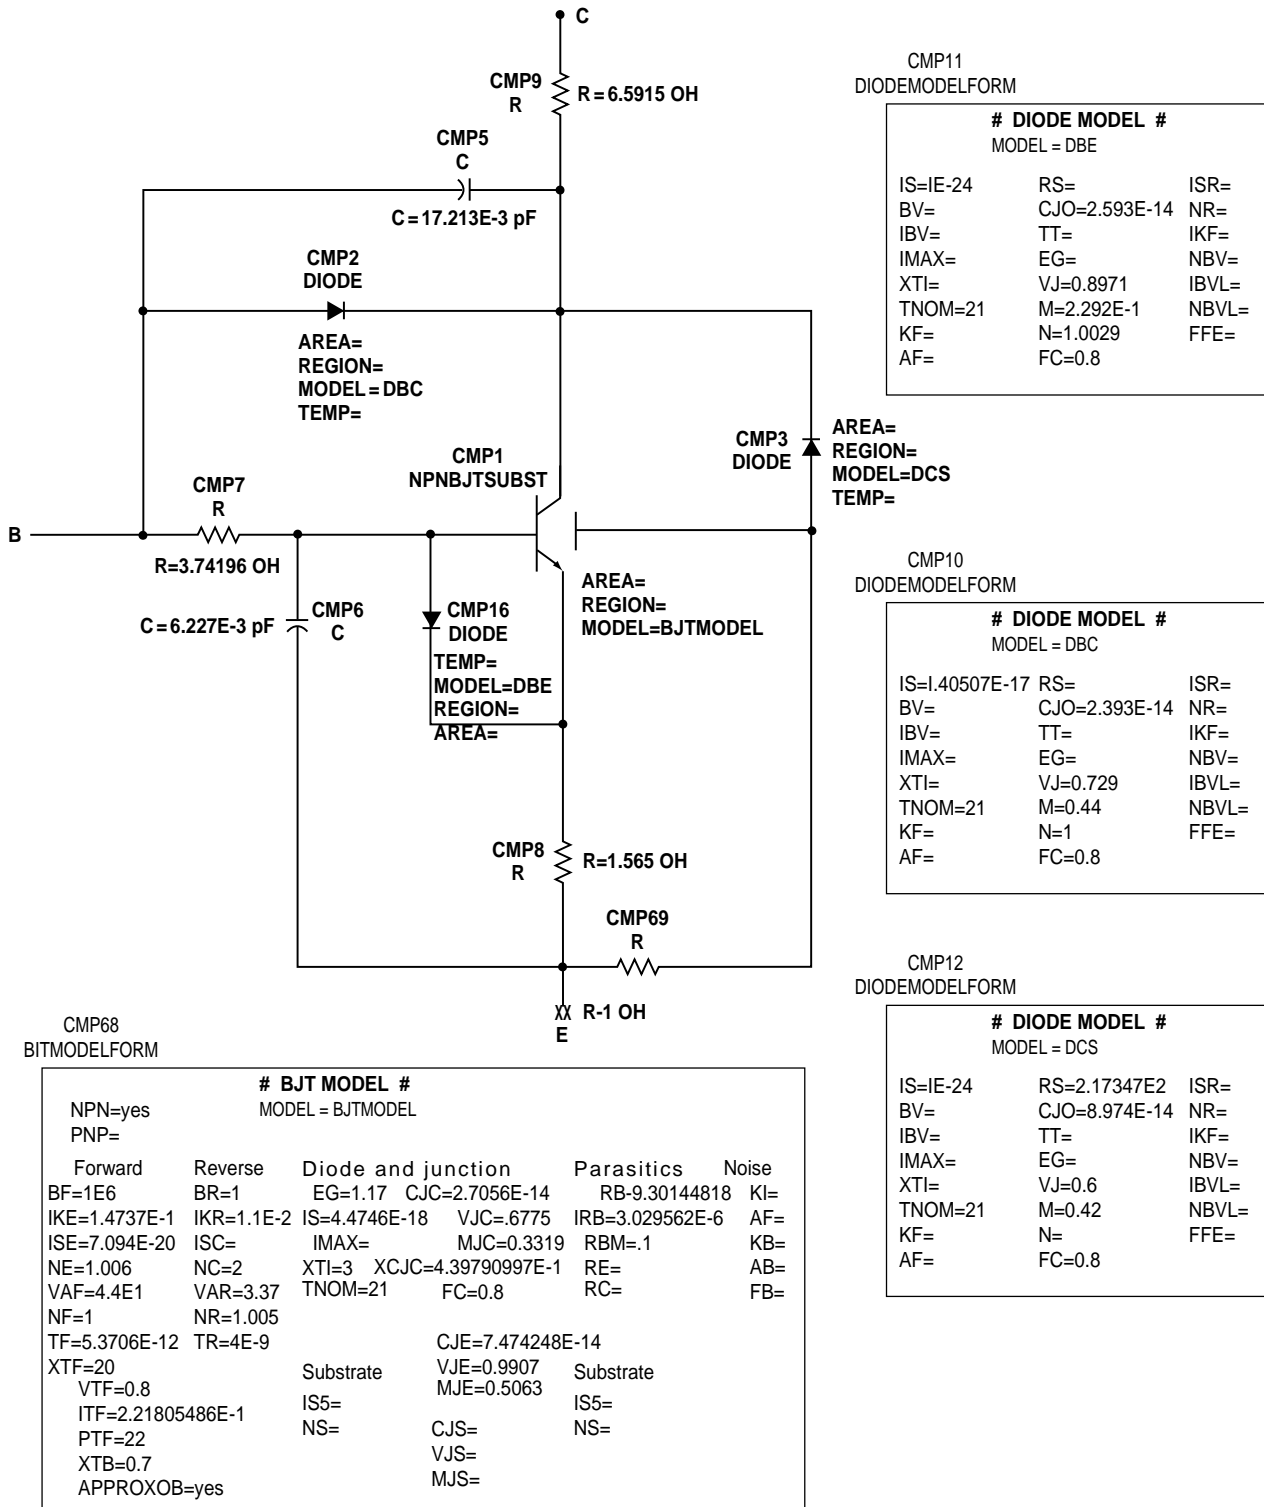 C
CMP9
R
R=6.5915 OH
CMP5
C
C=17.213E-3 pF
CMP2
DIODE
AREA=
REGION=
MODEL=DBC
TEMP=
CMP3
DIODE
AREA=
REGION=
MODEL=DCS
TEMP=
CMP1
NPNBJTSUBST
CMP7
R
B
R=3.74196 OH
C=6.227E-3 pF
CMP6
C
CMP16
DIODE
TEMP=
MODEL=DBE
REGION=
AREA=
AREA=
REGION=
MODEL=BJTMODEL
CMP8
R
R=1.565 OH
CMP69
R
XX R-1 OH
E
CMP11
DIODEMODELFORM
# DIODE MODEL #
MODEL = DBE
IS=IE-24 RS= ISR=
BV= CJO=2.593E-14 NR=
IBV= TT= IKF=
IMAX= EG= NBV=
XTI= VJ=0.8971 IBVL=
TNOM=21 M=2.292E-1 NBVL=
KF= N=1.0029 FFE=
AF= FC=0.8
CMP10
DIODEMODELFORM
# DIODE MODEL #
MODEL = DBC
IS=I.40507E-17 RS= ISR=
BV= CJO=2.393E-14 NR=
IBV= TT= IKF=
IMAX= EG= NBV=
XTI= VJ=0.729 IBVL=
TNOM=21 M=0.44 NBVL=
KF= N=1 FFE=
AF= FC=0.8
CMP12
DIODEMODELFORM
# DIODE MODEL #
MODEL = DCS
IS=IE-24 RS=2.17347E2 ISR=
BV= CJO=8.974E-14 NR=
IBV= TT= IKF=
IMAX= EG= NBV=
XTI= VJ=0.6 IBVL=
TNOM=21 M=0.42 NBVL=
KF= N= FFE=
AF= FC=0.8
CMP68
BITMODELFORM
# BJT MODEL #
NPN=yes MODEL = BJTMODEL
PNP=
Forward Reverse Diode and junction Parasitics Noise
BF=1E6 BR=1 EG=1.17 CJC=2.7056E-14 RB-9.30144818 KI=
IKE=1.4737E-1 IKR=1.1E-2 IS=4.4746E-18 VJC=.6775 IRB=3.029562E-6 AF=
ISE=7.094E-20 ISC= IMAX= MJC=0.3319 RBM=.1 KB=
NE=1.006 NC=2 XTI=3 XCJC=4.39790997E-1 RE= AB=
VAF=4.4E1 VAR=3.37 TNOM=21 FC=0.8 RC= FB=
NF=1 NR=1.005
TF=5.3706E-12 TR=4E-9 CJE=7.474248E-14
XTF=20 Substrate VJE=0.9907 Substrate
VTF=0.8 MJE=0.5063
ITF=2.21805486E-1 IS5= IS5=
PTF=22 NS= CJS= NS=
XTB=0.7 VJS=
APPROXOB=yes MJS=